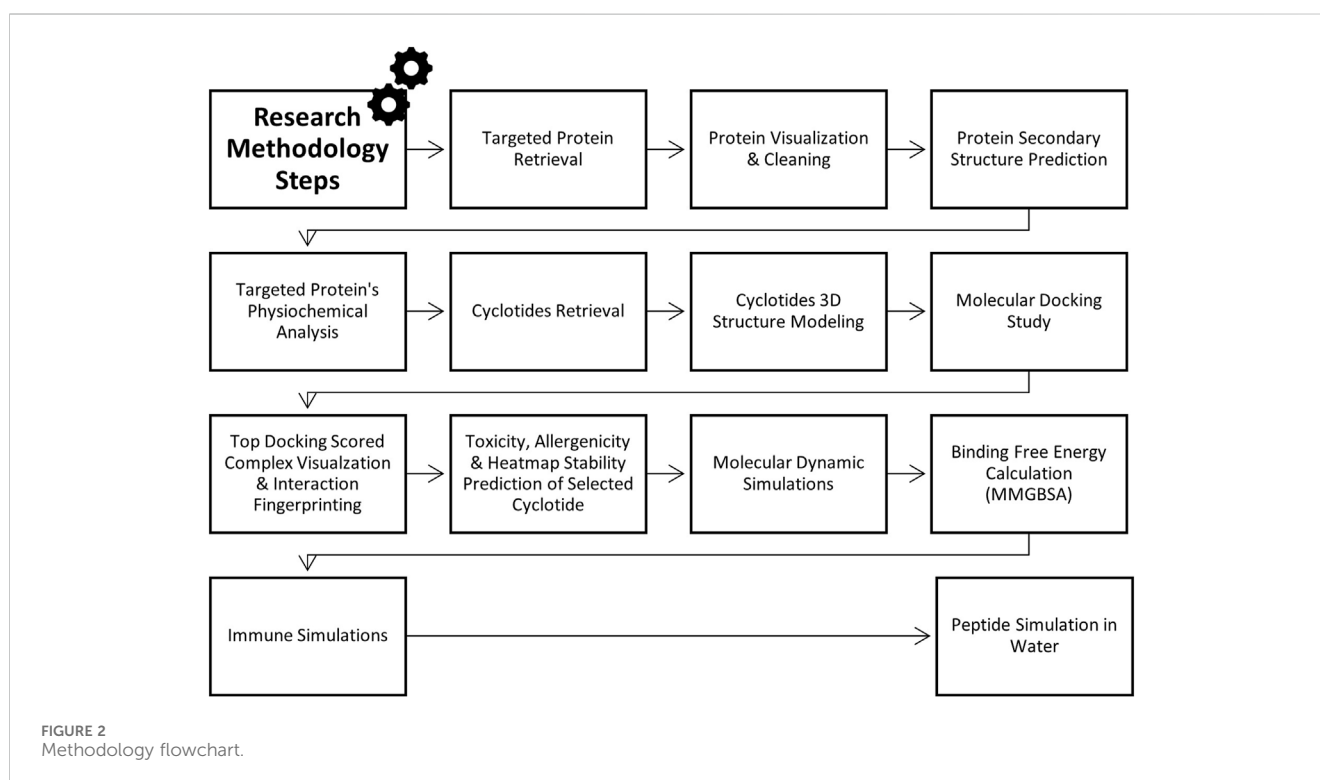 Research
Methodology
Steps
Targeted Protein
Retrieval
Protein Visualization
& Cleaning
Protein Secondary
Structure Prediction
Targeted Protein's
Physiochemical
Analysis
Cyclotides Retrieval
Cyclotides 3D
Structure Modeling
Molecular Docking
Study
Top Docking Scored
Complex Visualzation
& Interaction
Fingerprinting
Toxicity, Allergenicity
& Heatmap Stability
Prediction of Selected
Cyclotide
Molecular Dynamic
Simulations
Binding Free Energy
Calculation
(MMGBSA)
Immune Simulations
Peptide Simulation in
Water
FIGURE 2
Methodology flowchart.